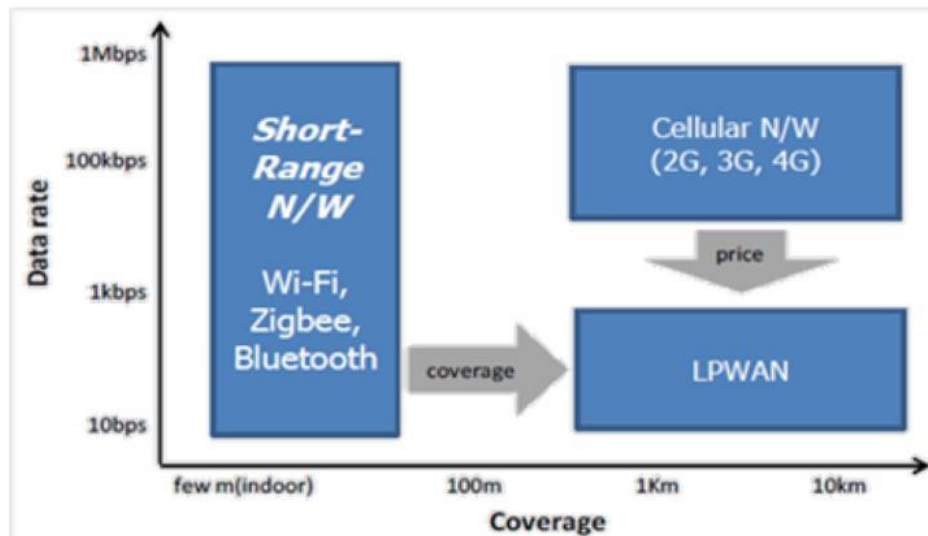 1Mbps
100kbps
1kbps
10bps
Data rate
Short-
Range
N/W
Wi-Fi,
Zigbee,
Bluetooth
coverage
Cellular N/W
(2G, 3G, 4G)
price
LPWAN
few m(indoor)
100m
1Km
10km
Coverage